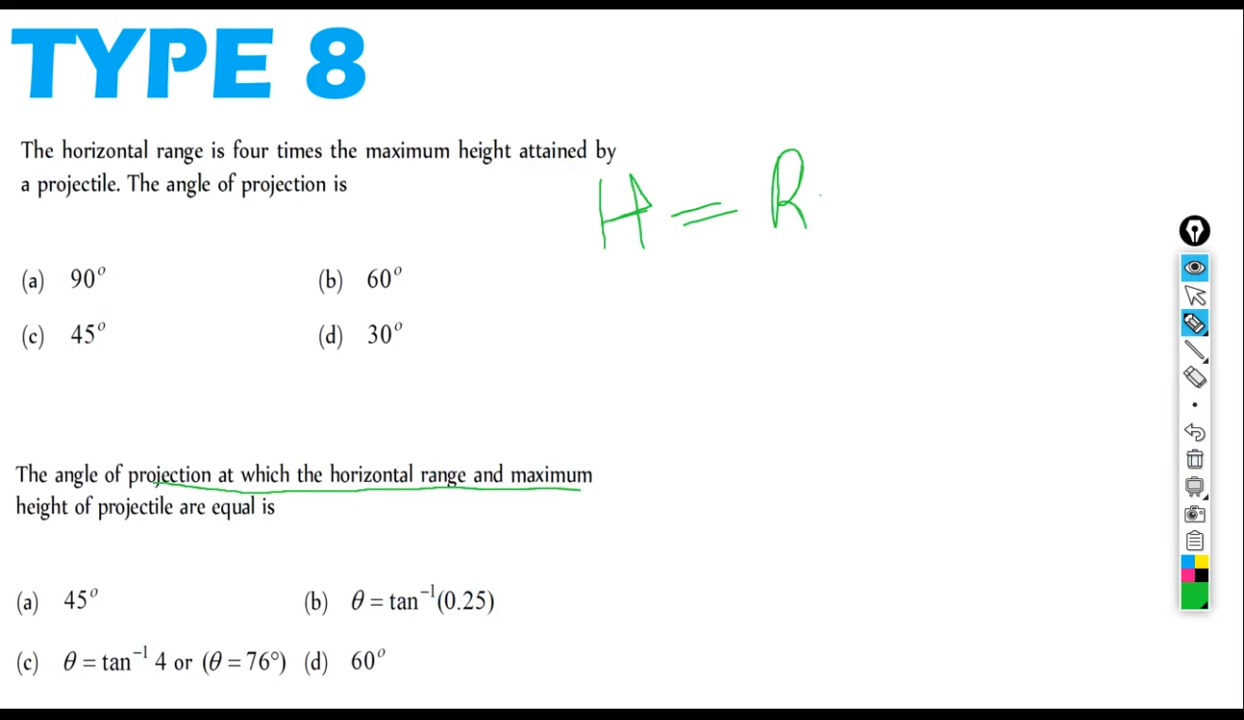 TYPE 8
The horizontal range is four times the maximum height attained by
a projectile. The angle of projection is
H = R
(a) 90° (b) 60°
(c) 45° (d) 30°
The angle of projection at which the horizontal range and maximum
height of projectile are equal is
(a) 45° (b) θ = tan⁻¹(0.25)
(c) θ = tan⁻¹ 4 or (θ = 76°) (d) 60°